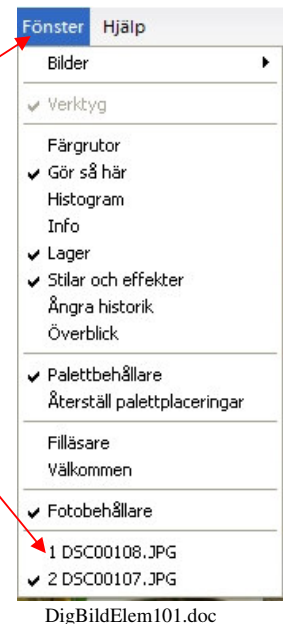 Fönster Hjälp
Bilder
Verktyg
Färgrutor
Gör så här
Histogram
Info
Lager
Stilar och effekter
Ångra historik
Överblick
Palettbehållare
Återställ palettplaceringar
Filläsare
Välkommen
Fotobehållare
1 DSC00108.JPG
2 DSC00107.JPG
DigBildElem101.doc